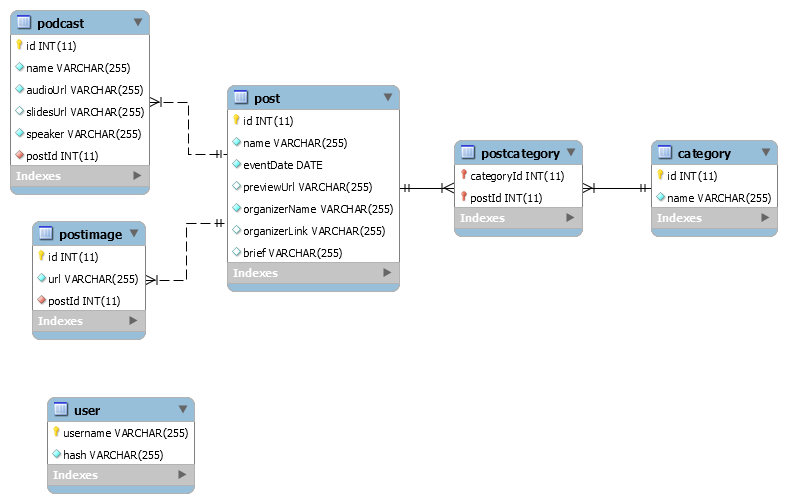 podcast
id INT(11)
name VARCHAR(255)
audioUrl VARCHAR(255)
slidesUrl VARCHAR(255)
speaker VARCHAR(255)
postId INT(11)
Indexes
postimage
id INT(11)
url VARCHAR(255)
postId INT(11)
Indexes
post
id INT(11)
name VARCHAR(255)
eventDate DATE
previewUrl VARCHAR(255)
organizerName VARCHAR(255)
organizerLink VARCHAR(255)
brief VARCHAR(255)
Indexes
postcategory
categoryId INT(11)
postId INT(11)
Indexes
category
id INT(11)
name VARCHAR(255)
Indexes
user
username VARCHAR(255)
hash VARCHAR(255)
Indexes